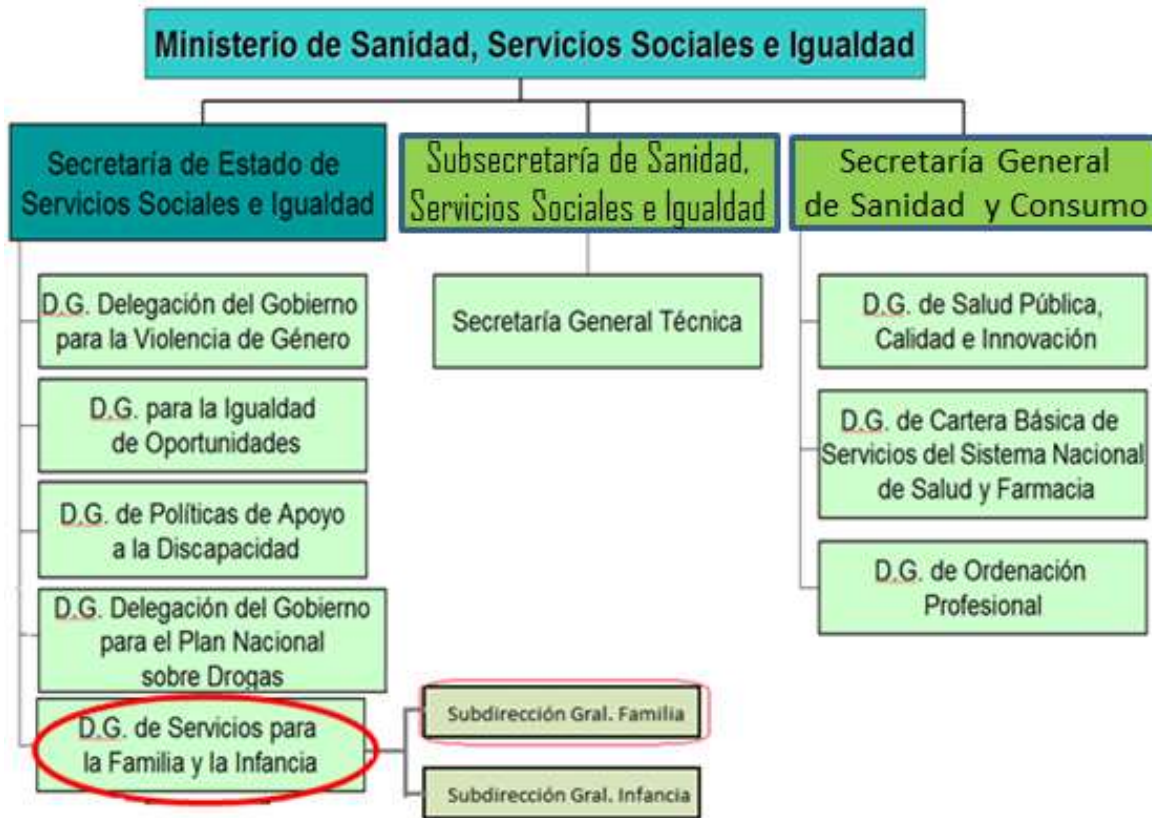 Ministerio de Sanidad, Servicios Sociales e Igualdad
Secretaría de Estado de
Servicios Sociales e Igualdad
D.G. Delegación del Gobierno
para la Violencia de Género
D.G. para la Igualdad
de Oportunidades
D.G. de Políticas de Apoyo
a la Discapacidad
D.G. Delegación del Gobierno
para el Plan Nacional
sobre Drogas
D.G. de Servicios para
la Familia y la Infancia
Subdirección Gral. Familia
Subdirección Gral. Infancia
Subsecretaría de Sanidad,
Servicios Sociales e Igualdad
Secretaría General Técnica
Secretaría General
de Sanidad y Consumo
D.G. de Salud Pública,
Calidad e Innovación
D.G. de Cartera Básica de
Servicios del Sistema Nacional
de Salud y Farmacia
D.G. de Ordenación
Profesional